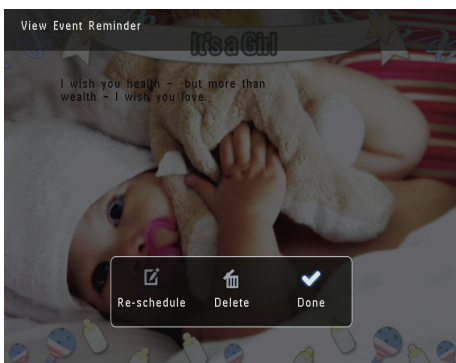 View Event Reminder
It's a Girl
I wish you health - but more than
wealth - I wish you love.
Re-schedule Delete Done